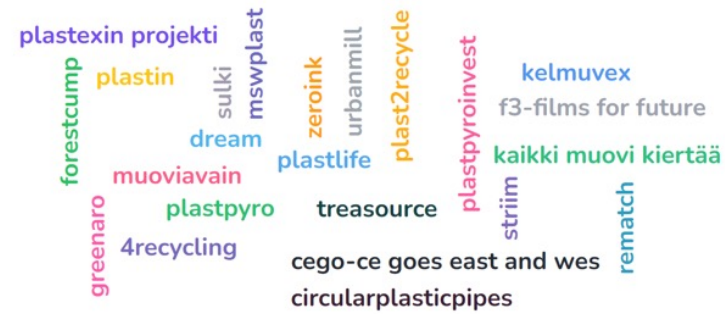 plastexin projekti
forestcump
plastin
sulki
mswplast
dream
zeroink
urbanmill
plast2recycle
plastlife
plastpyroinvest
kelmuvex
f3-films for future
kaikki muovi kiertää
muoviavain
plastpyro
treasource
striim
rematch
greenaro
4recycling
cego-ce goes east and wes
circularplasticpipes